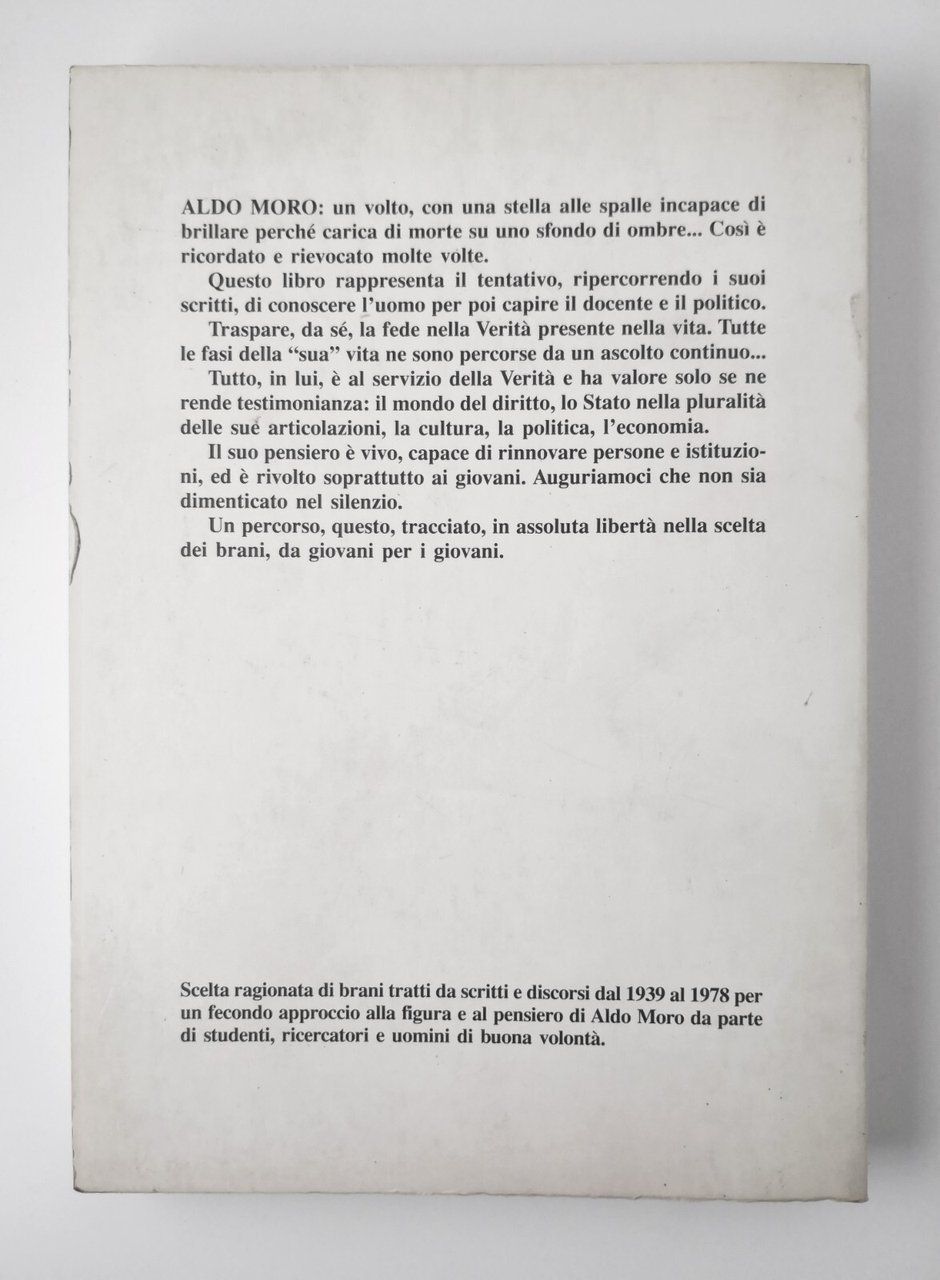 ALDO MORO: un volto, con una stella alle spalle incapace di
brillare perché carica di morte su uno sfondo di ombre... Così è
ricordato e rievocato molte volte.
Questo libro rappresenta il tentativo, ripercorrendo i suoi
scritti, di conoscere l'uomo per poi capire il docente e il politico.
Traspare, da sé, la fede nella Verità presente nella vita. Tutte
le fasi della “sua” vita ne sono percorse da un ascolto continuo...
Tutto, in lui, è al servizio della Verità e ha valore solo se ne
rende testimonianza: il mondo del diritto, lo Stato nella pluralità
delle sue articolazioni, la cultura, la politica, l'economia.
Il suo pensiero è vivo, capace di rinnovare persone e istituzio-
ni, ed è rivolto soprattutto ai giovani. Auguriamoci che non sia
dimenticato nel silenzio.
Un percorso, questo, tracciato, in assoluta libertà nella scelta
dei brani, da giovani per i giovani.
Scelta ragionata di brani tratti da scritti e discorsi dal 1939 al 1978 per
un fecondo approccio alla figura e al pensiero di Aldo Moro da parte
di studenti, ricercatori e uomini di buona volontà.